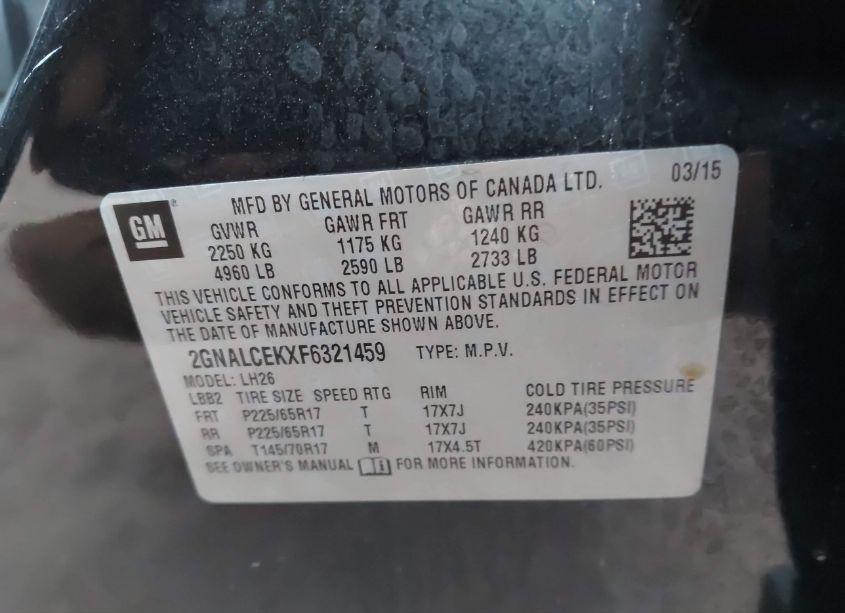 MFD BY GENERAL MOTORS OF CANADA LTD. 03/15
GM ®
GVWR GAWR FRT GAWR RR
2250 KG 1175 KG 1240 KG
4960 LB 2590 LB 2733 LB
THIS VEHICLE CONFORMS TO ALL APPLICABLE U.S. FEDERAL MOTOR
VEHICLE SAFETY AND THEFT PREVENTION STANDARDS IN EFFECT ON
THE DATE OF MANUFACTURE SHOWN ABOVE.
2GNALCEKXF6321459 TYPE: M.P.V.
MODEL: LH26
LBB2 TIRE SIZE SPEED RTG RIM COLD TIRE PRESSURE
FRT P225/65R17 T 17X7J 240KPA(35PSI)
RR P225/65R17 T 17X7J 240KPA(35PSI)
SPA T145/70R17 M 17X4.5T 420KPA(60PSI)
SEE OWNER'S MANUAL FOR MORE INFORMATION.